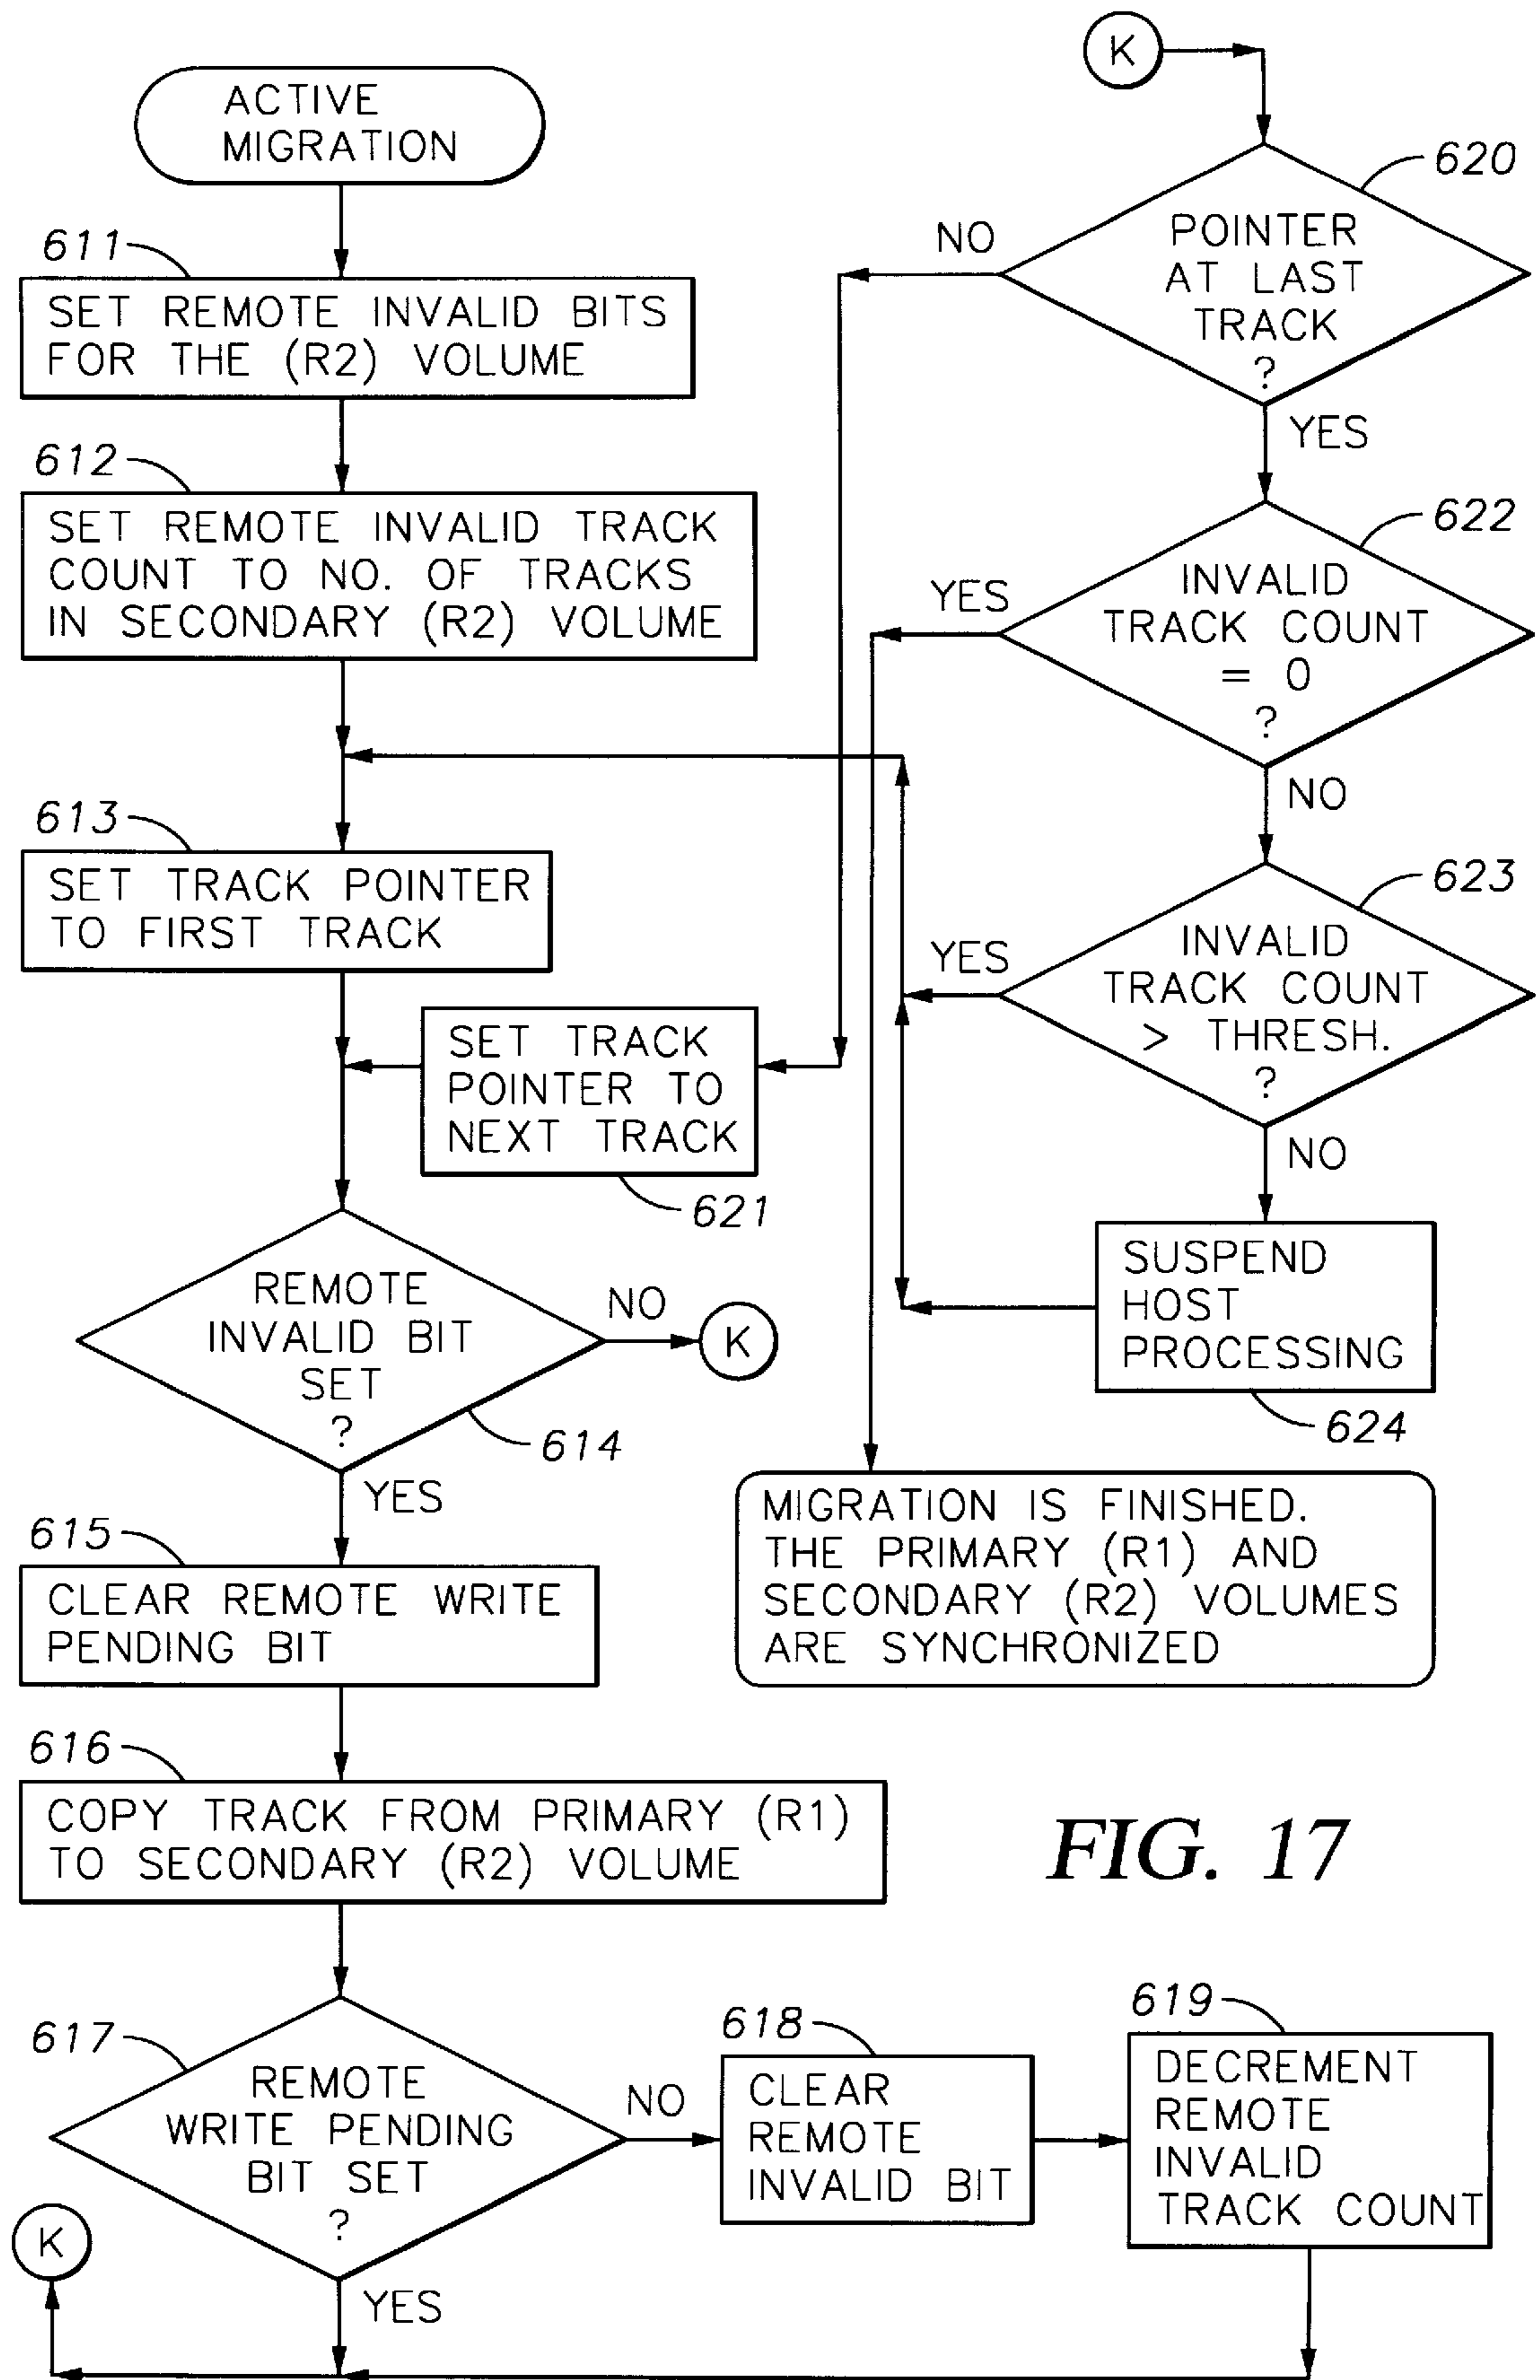 ACTIVE
MIGRATION
611
SET REMOTE INVALID BITS
FOR THE (R2) VOLUME
612
SET REMOTE INVALID TRACK
COUNT TO NO. OF TRACKS
IN SECONDARY (R2) VOLUME
613
SET TRACK POINTER
TO FIRST TRACK
SET TRACK
POINTER TO
NEXT TRACK
621
REMOTE
INVALID BIT
SET
?
614
NO
K
YES
615
CLEAR REMOTE WRITE
PENDING BIT
616
COPY TRACK FROM PRIMARY (R1)
TO SECONDARY (R2) VOLUME
617
REMOTE
WRITE PENDING
BIT SET
?
NO
618
CLEAR
REMOTE
INVALID BIT
619
DECREMENT
REMOTE
INVALID
TRACK COUNT
YES
K
K
620
POINTER
AT LAST
TRACK
?
NO
YES
622
INVALID
TRACK COUNT
= 0
?
YES
NO
623
INVALID
TRACK COUNT
> THRESH.
?
YES
NO
SUSPEND
HOST
PROCESSING
624
MIGRATION IS FINISHED.
THE PRIMARY (R1) AND
SECONDARY (R2) VOLUMES
ARE SYNCHRONIZED
FIG. 17